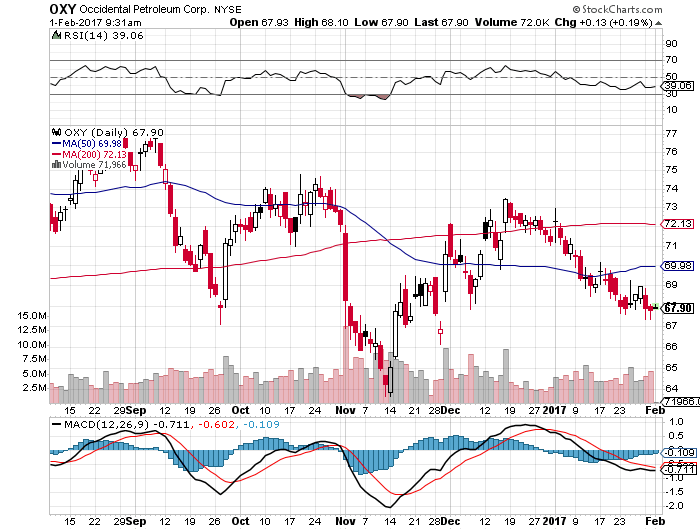 OXY Occidental Petroleum Corp. NYSE © StockCharts.com
1-Feb-2017 9:31am Open 67.93 High 68.10 Low 67.90 Last 67.90 Volume 72.0K Chg +0.13 (+0.19%)
RSI(14) 39.06
90
70
50
39.06
30
10
OXY (Daily) 67.90
MA(50) 69.98
MA(200) 72.13
Volume 71,966
77
76
75
74
73
72.13
71
69.98
69
68
67.90
67
66
65
64
71966.0
15.0M
12.5M
10.0M
7.5M
5.0M
2.5M
15 22 29 Sep 12 19 26 Oct 10 17 24 Nov 7 14 21 28 Dec 12 19 27 2017 9 17 23 Feb
MACD(12,26,9) -0.711, -0.602, -0.109
1.0
0.5
0.0
-0.109
-0.711
-1.0
-1.5
-2.0
15 22 29 Sep 12 19 26 Oct 10 17 24 Nov 7 14 21 28 Dec 12 19 27 2017 9 17 23 Feb